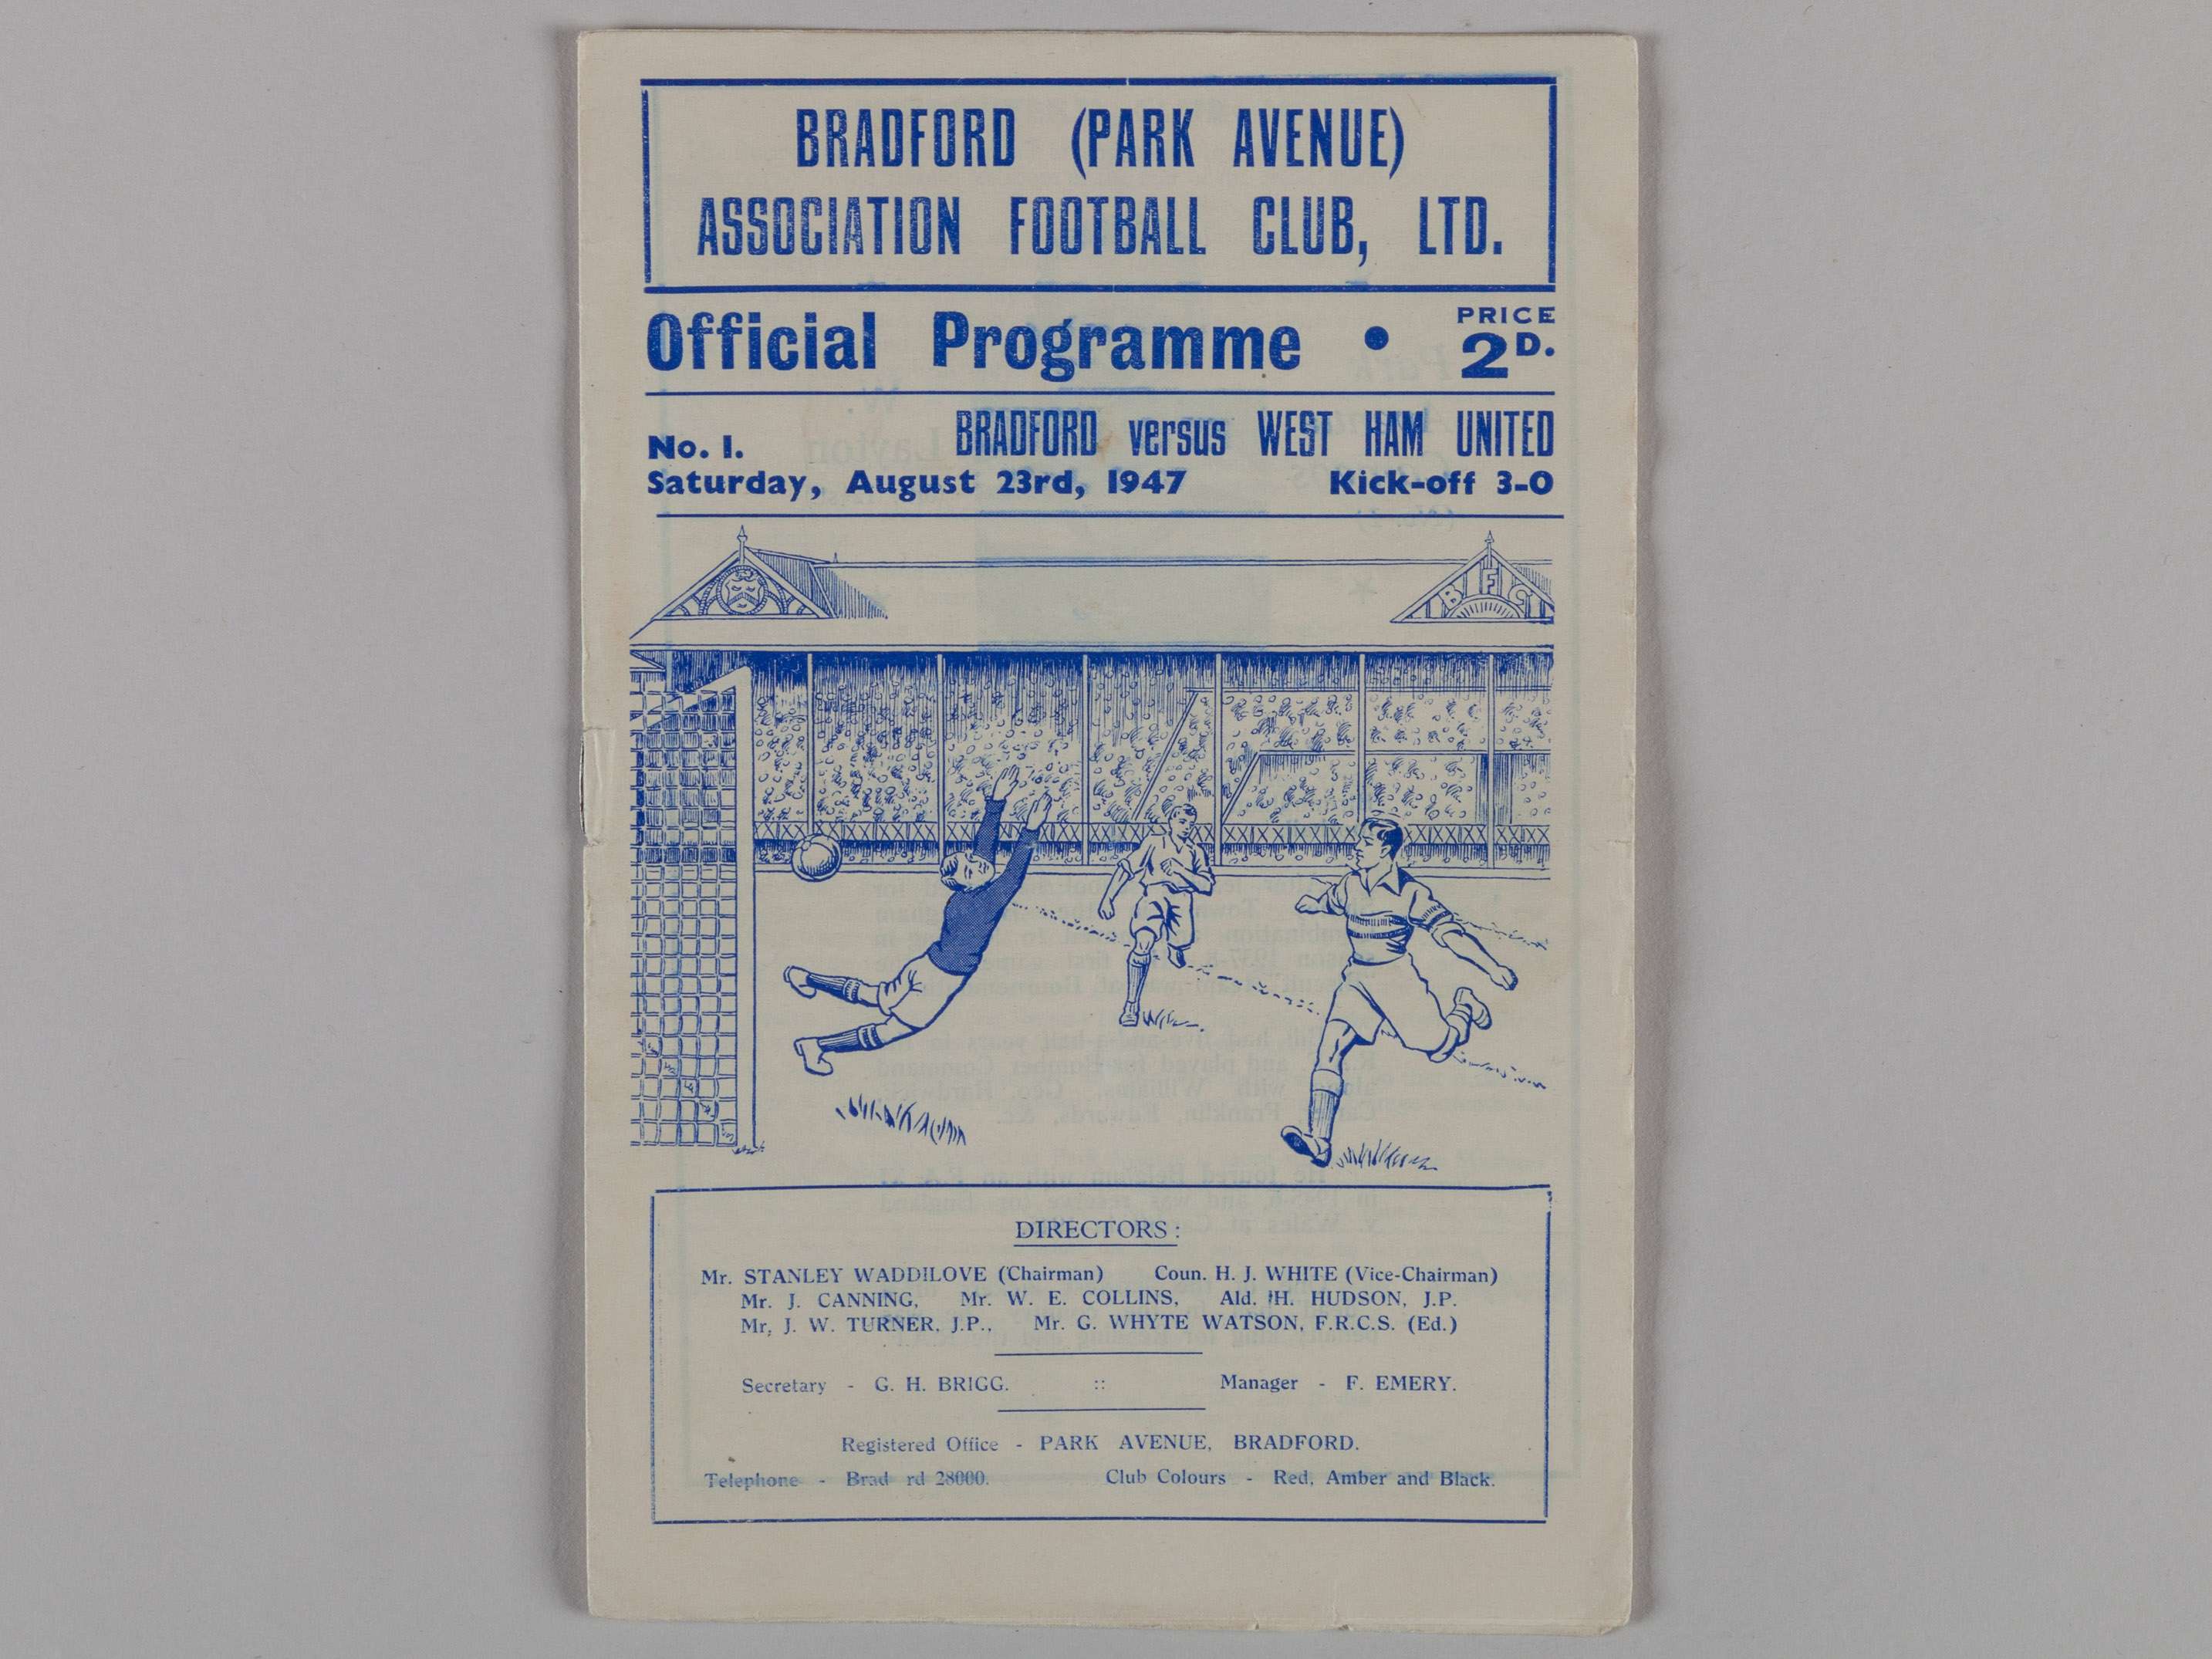 BRADFORD (PARK AVENUE)
ASSOCIATION FOOTBALL CLUB, LTD.
Official Programme • PRICE 2D.
BRADFORD versus WEST HAM UNITED
No. 1.
Saturday, August 23rd, 1947 Kick-off 3-0
B F C
DIRECTORS:
Mr. STANLEY WADDILOVE (Chairman) Coun. H. J. WHITE (Vice-Chairman)
Mr. J. CANNING, Mr. W. E. COLLINS, Ald. H. HUDSON, J.P.
Mr, J. W. TURNER, J.P., Mr. G. WHYTE WATSON, F.R.C.S. (Ed.)
Secretary - G. H. BRIGG. :: Manager - F. EMERY.
Registered Office - PARK AVENUE, BRADFORD.
Telephone - Brad rd 28000. Club Colours - Red, Amber and Black.